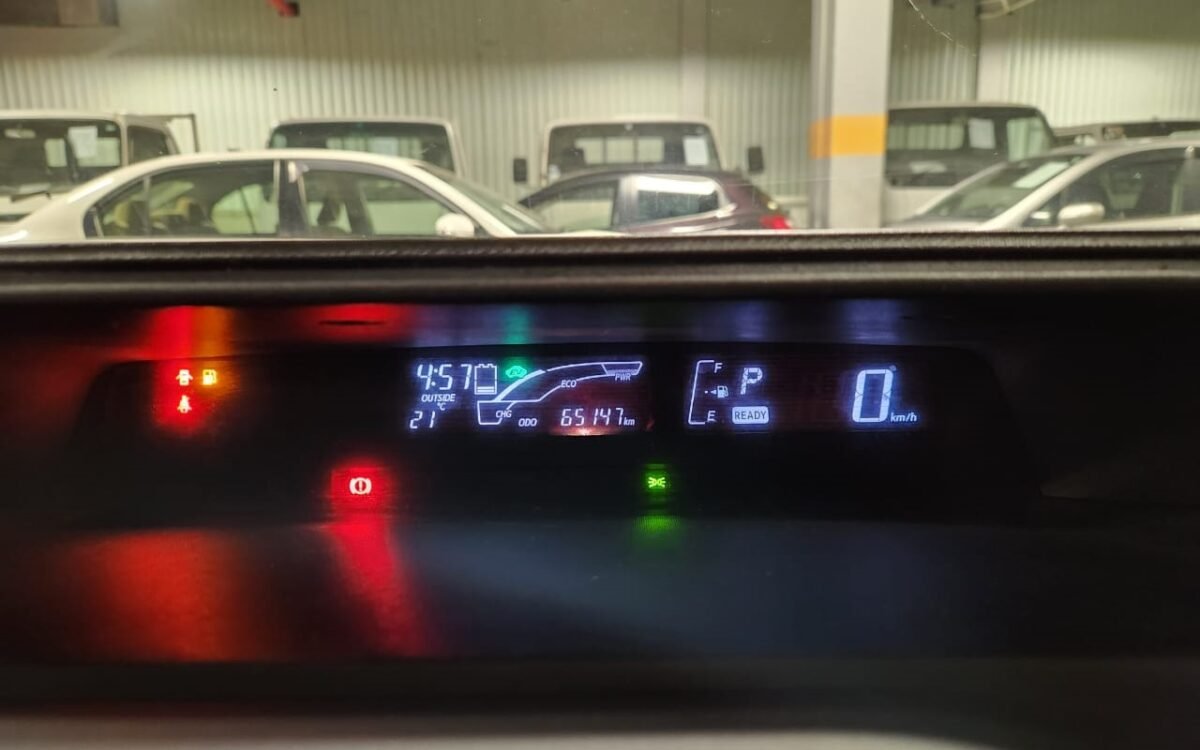 4:57
OUTSIDE
°C
21
CHG
ECO
PWR
ODO 65147 km
F
E
P
READY
0 km/h